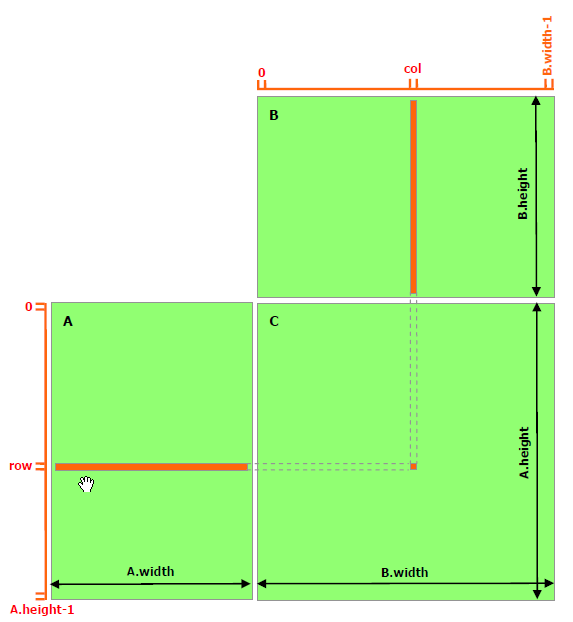 B.width-1
0
col
B
B.height
0
A
C
row
A.height
A.width
B.width
A.height-1